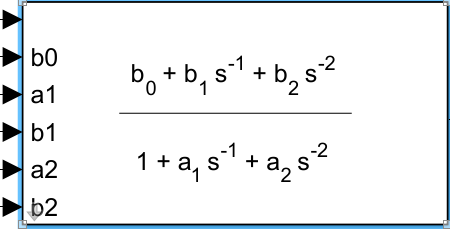 b0
a1
b1
a2
b2
b₀ + b₁ s⁻¹ + b₂ s⁻²
1 + a₁ s⁻¹ + a₂ s⁻²